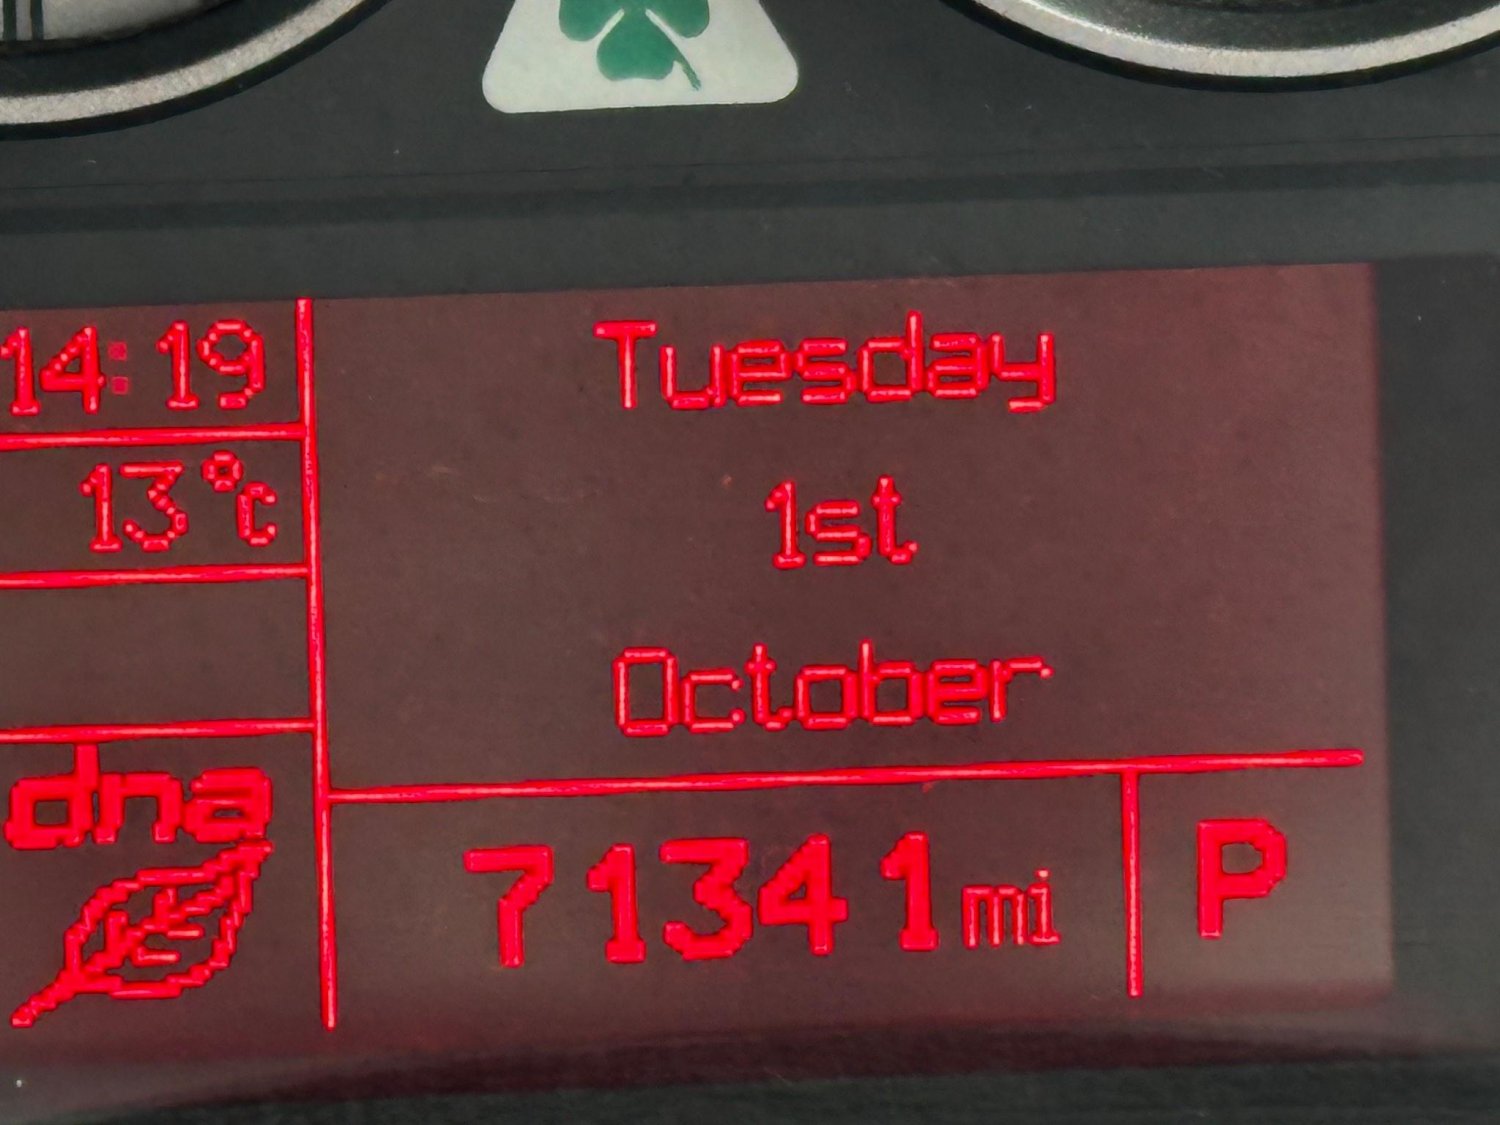 14:19
Tuesday
13°c
1st
October
dna
71341mi
P